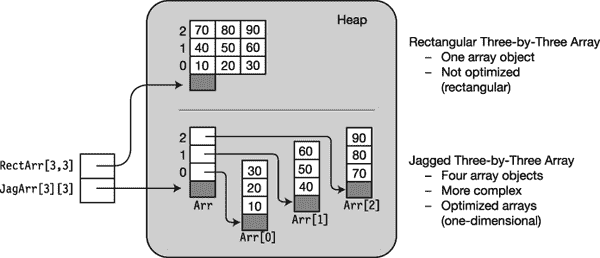 Heap
2 70 80 90
1 40 50 60
0 10 20 30
Rectangular Three-by-Three Array
– One array object
– Not optimized
(rectangular)
RectArr[3,3]
JagArr[3][3]
2
1
0
Arr
30
20
10
Arr[0]
60
50
40
Arr[1]
90
80
70
Arr[2]
Jagged Three-by-Three Array
– Four array objects
– More complex
– Optimized arrays
(one-dimensional)